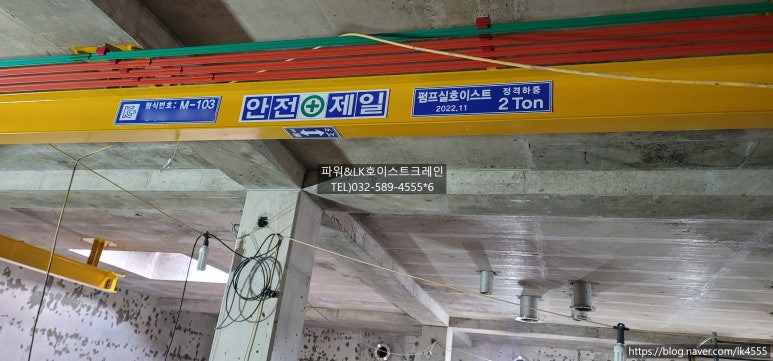 형식번호: M-103
안전 제일
펌프실호이스트 정격하중
2022.11 2 Ton
파워&LK호이스트크레인
TEL)032-589-4555*6
https://blog.naver.com/lk4555